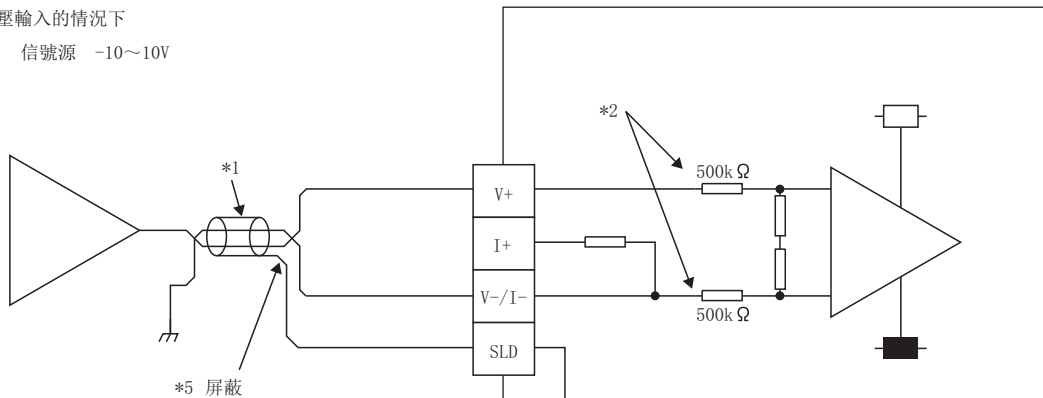 壓輸入的情況下
信號源 -10～10V
*2
*1
500kΩ
V+
I+
V-/I-
500kΩ
SLD
*5 屏蔽